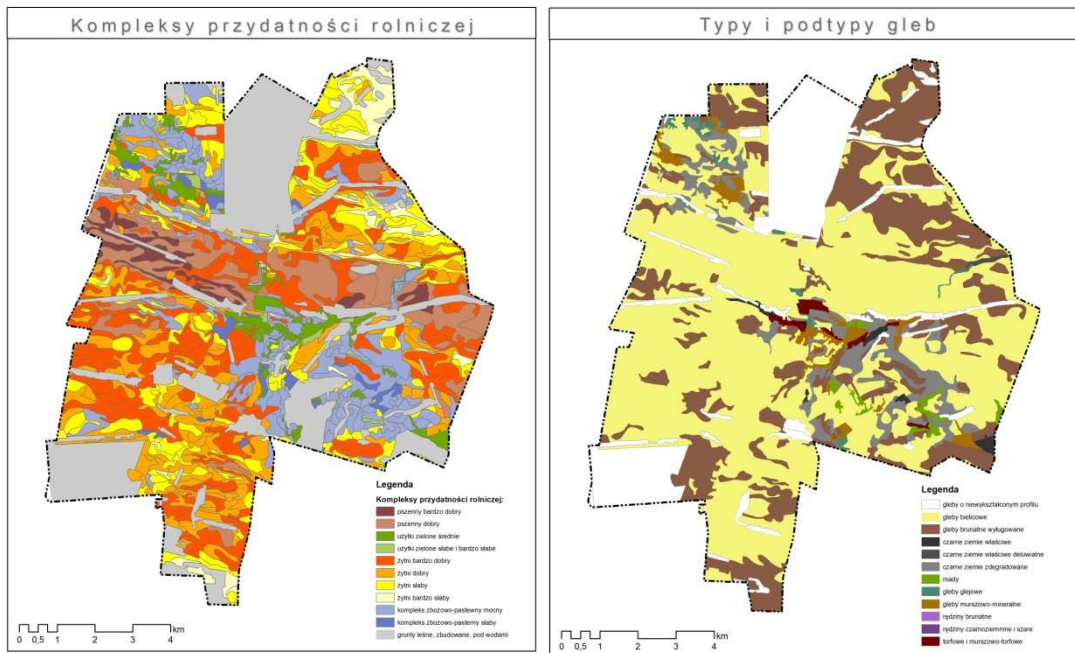 Kompleksy przydatności rolniczej
Legenda
Kompleksy przydatności rolniczej:
pszenny bardzo dobry
pszenny dobry
użytki zielone średnie
użytki zielone słabe i bardzo słabe
żytni bardzo dobry
żytni dobry
żytni słaby
żytni bardzo słaby
kompleks zbożowo-pastewny mocny
kompleks zbożowo-pasterny słaby
grunty leśne, zbudowane, pod wodami
km
0 0,5 1 2 3 4
Typy i podtypy gleb
Legenda
gleby o niewykształconym profilu
gleby bielicowe
gleby brunatne wyługowane
czarne ziemie właściwe
czarne ziemie właściwe deluwialne
czarne ziemie zdegradowane
mady
gleby glejowe
gleby murszowo-mineralne
rędziny brunatne
rędziny czarnoziemmne i szare
torfowe i murszowo-torfowe
km
0 0,5 1 2 3 4